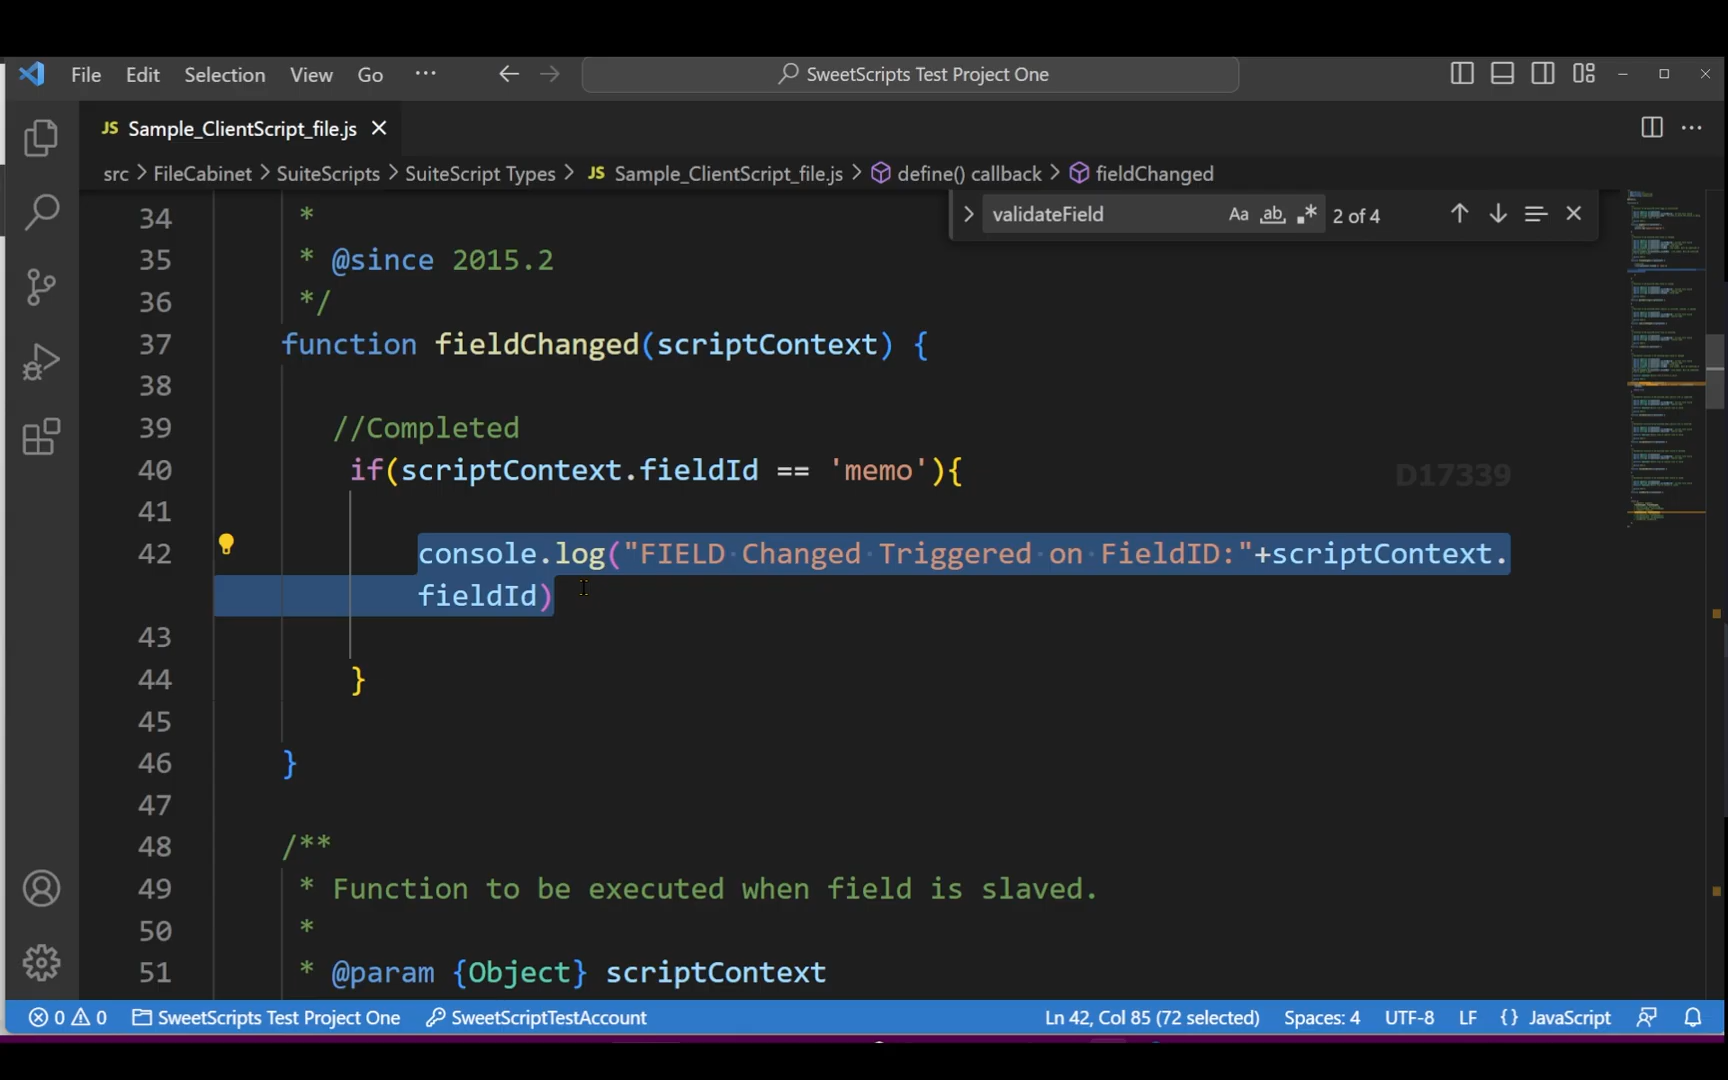 File Edit Selection View Go ··· SweetScripts Test Project One
JS Sample_ClientScript_file.js
src > FileCabinet > SuiteScripts > SuiteScript Types > JS Sample_ClientScript_file.js > define() callback > fieldChanged
validateField Aa ab .* 2 of 4
34 *
35 * @since 2015.2
36 */
37 function fieldChanged(scriptContext) {
38
39 //Completed
40 if(scriptContext.fieldId == 'memo'){
D17339
41
42 console.log("FIELD Changed Triggered on FieldID:"+scriptContext.
fieldId)
43
44 }
45
46 }
47
48 /**
49 * Function to be executed when field is slaved.
50 *
51 * @param {Object} scriptContext
0 0 SweetScripts Test Project One SweetScriptTestAccount Ln 42, Col 85 (72 selected) Spaces: 4 UTF-8 LF {} JavaScript